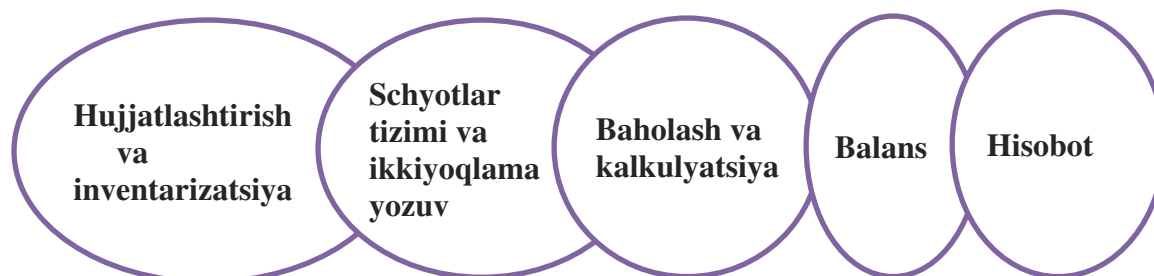 Hujjatlashtirish
va
inventarizatsiya
Schyotlar
tizimi va
ikkiyoqlama
yozuv
Baholash va
kalkulyatsiya
Balans
Hisobot